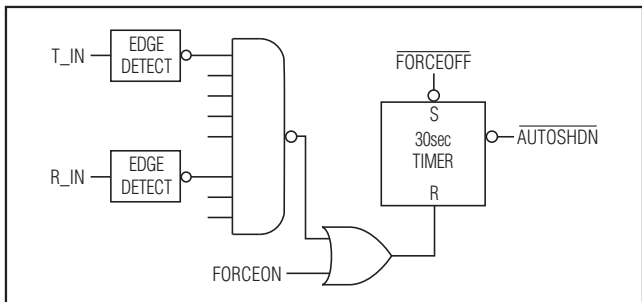 T_IN
EDGE
DETECT
R_IN
EDGE
DETECT
FORCEON
FORCEOFF
S
30sec
TIMER
R
AUTOSHDN